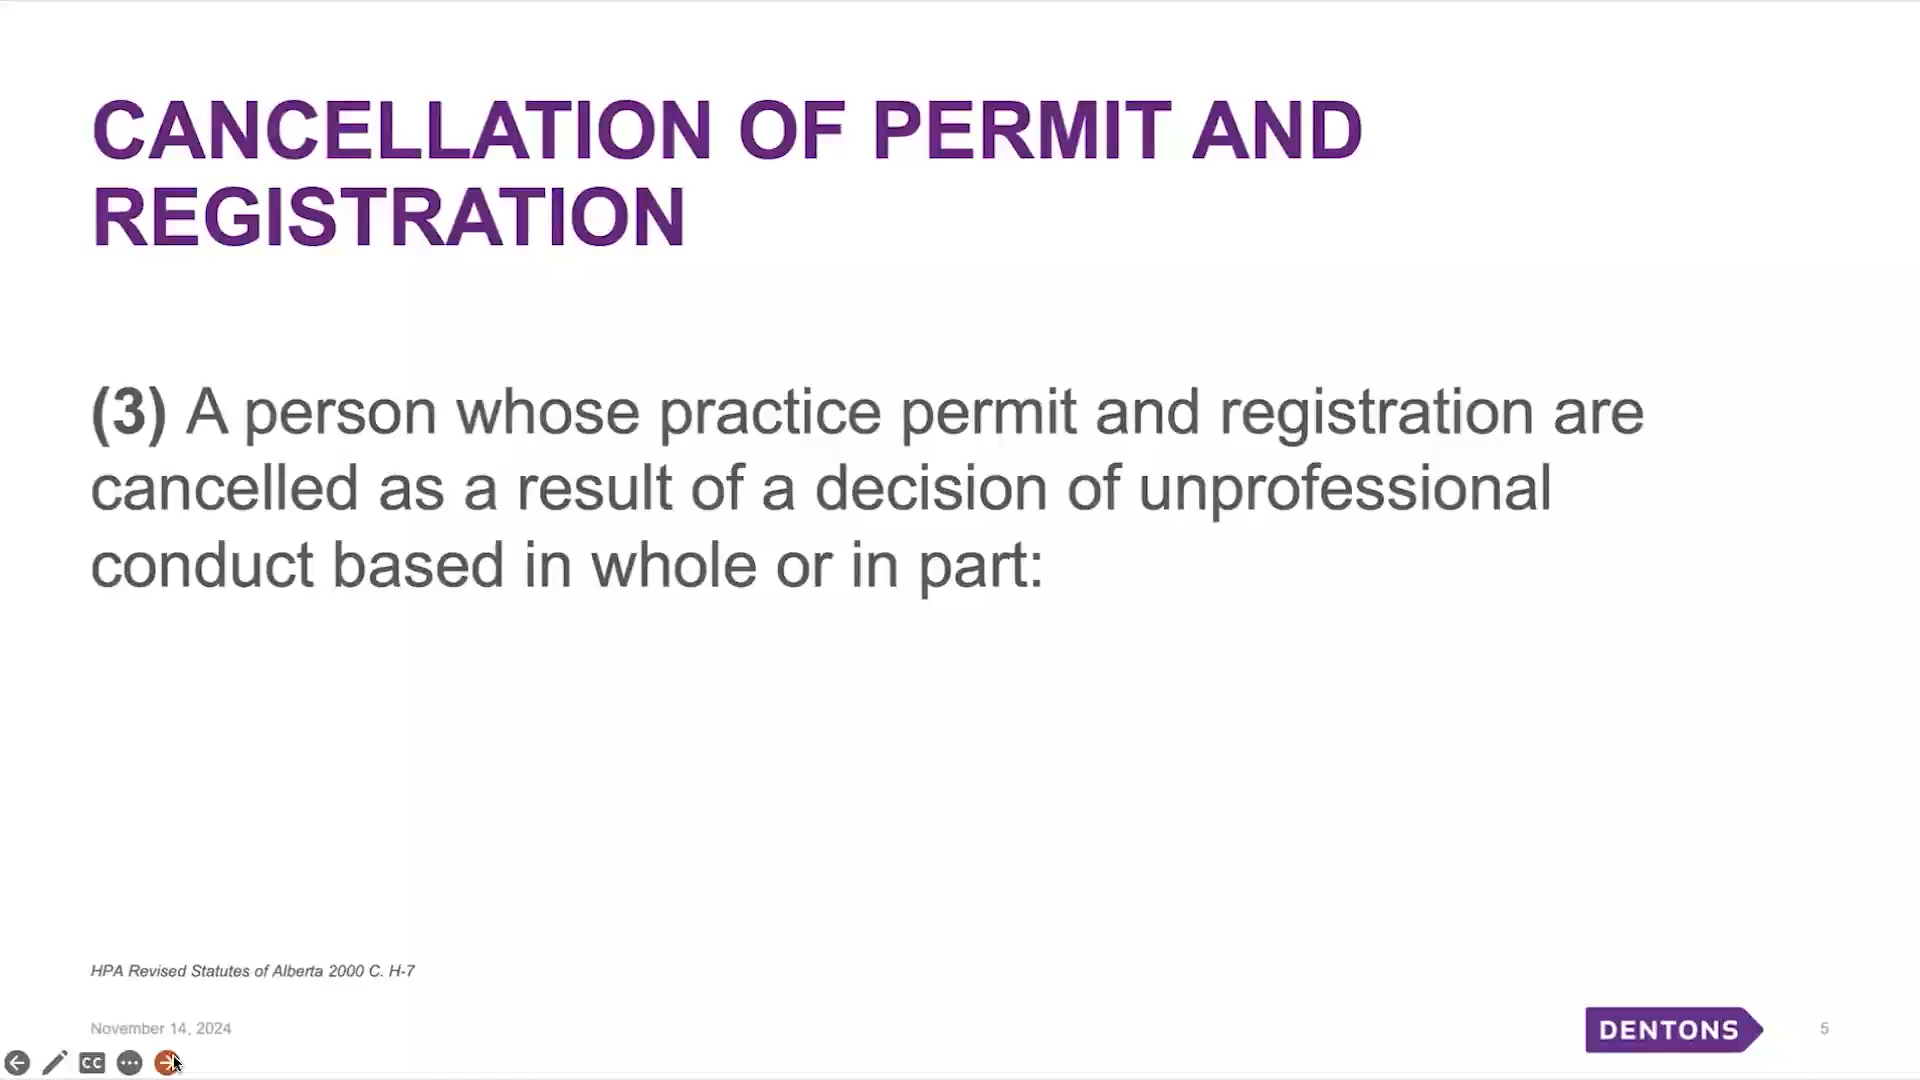 CANCELLATION OF PERMIT AND
REGISTRATION
(3) A person whose practice permit and registration are
cancelled as a result of a decision of unprofessional
conduct based in whole or in part:
HPA Revised Statutes of Alberta 2000 C. H-7
November 14, 2024
DENTONS
5
CC